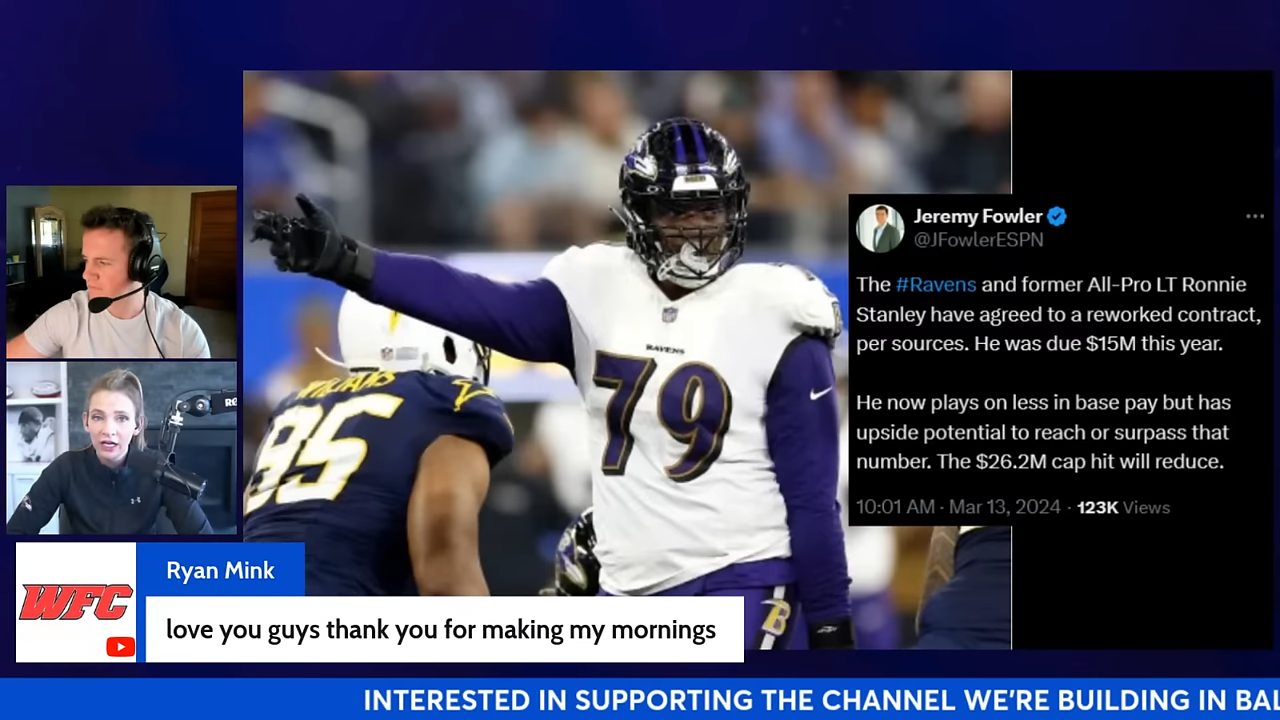 Jeremy Fowler
@JFowlerESPN
The #Ravens and former All-Pro LT Ronnie
Stanley have agreed to a reworked contract,
per sources. He was due $15M this year.
He now plays on less in base pay but has
upside potential to reach or surpass that
number. The $26.2M cap hit will reduce.
10:01 AM · Mar 13, 2024 · 123K Views
RAVENS
79
WILLIAMS
95
B
WFC
Ryan Mink
love you guys thank you for making my mornings
INTERESTED IN SUPPORTING THE CHANNEL WE'RE BUILDING IN BAL